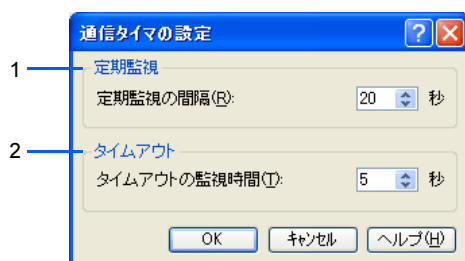 通信タイマの設定
1
定期監視
定期監視の間隔(R): 20 秒
2
タイムアウト
タイムアウトの監視時間(T): 5 秒
OK ｷｬﾝｾﾙ ヘルプ(H)